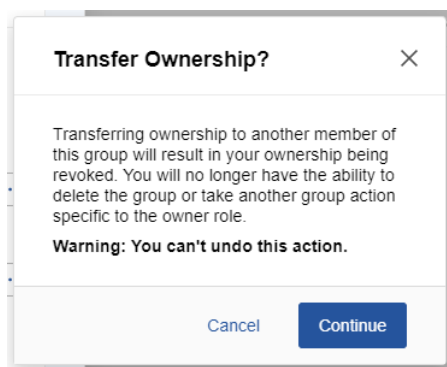 Transfer Ownership?
Transferring ownership to another member of
this group will result in your ownership being
revoked. You will no longer have the ability to
delete the group or take another group action
specific to the owner role.
Warning: You can't undo this action.
Cancel
Continue